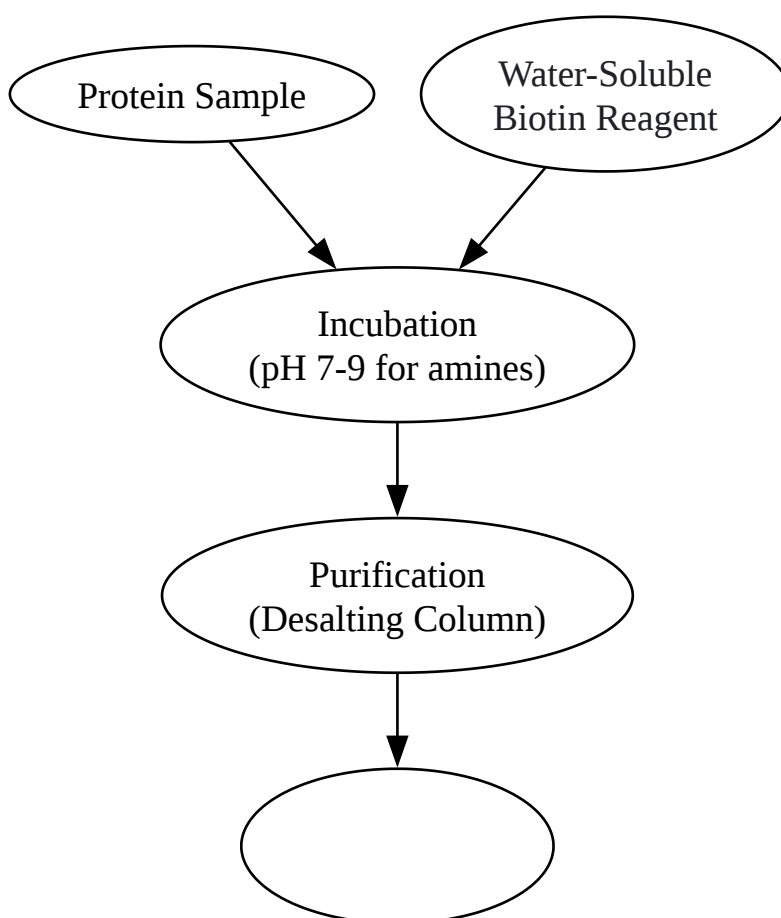 Protein Sample
Water-Soluble
Biotin Reagent
Incubation
(pH 7-9 for amines)
Purification
(Desalting Column)